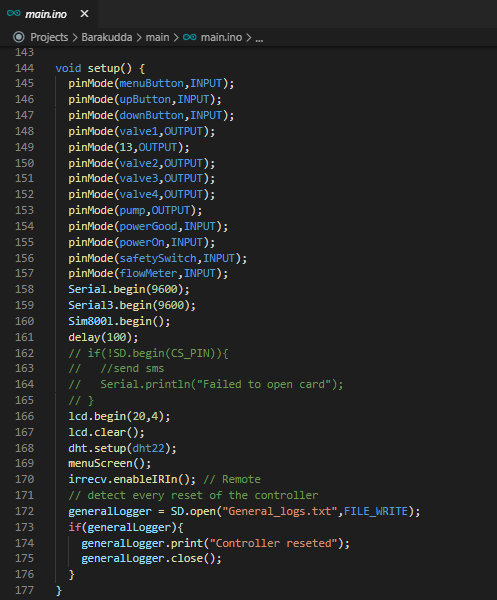 main.ino ×
Projects > Barakudda > main > main.ino > ...
143
144 void setup() {
145 pinMode(menuButton,INPUT);
146 pinMode(upButton,INPUT);
147 pinMode(downButton,INPUT);
148 pinMode(valve1,OUTPUT);
149 pinMode(13,OUTPUT);
150 pinMode(valve2,OUTPUT);
151 pinMode(valve3,OUTPUT);
152 pinMode(valve4,OUTPUT);
153 pinMode(pump,OUTPUT);
154 pinMode(powerGood,INPUT);
155 pinMode(powerOn,INPUT);
156 pinMode(safetySwitch,INPUT);
157 pinMode(flowMeter,INPUT);
158 Serial.begin(9600);
159 Serial3.begin(9600);
160 Sim800l.begin();
161 delay(100);
162 // if(!SD.begin(CS_PIN)){
163 //   //send sms
164 //   Serial.println("Failed to open card");
165 // }
166 lcd.begin(20,4);
167 lcd.clear();
168 dht.setup(dht22);
169 menuScreen();
170 irrecv.enableIRIn(); // Remote
171 // detect every reset of the controller
172 generalLogger = SD.open("General_logs.txt",FILE_WRITE);
173 if(generalLogger){
174 generalLogger.print("Controller reseted");
175 generalLogger.close();
176 }
177 }